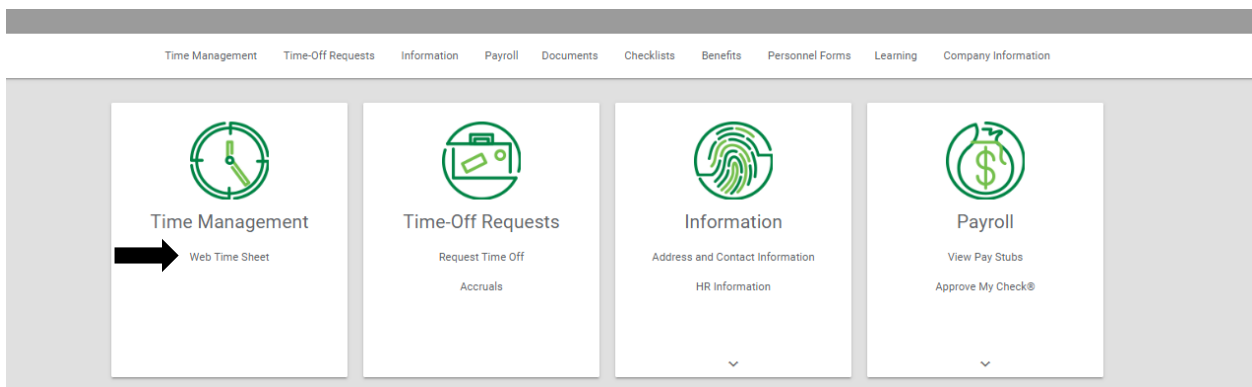 Time Management Time-Off Requests Information Payroll Documents Checklists Benefits Personnel Forms Learning Company Information
Time Management
Web Time Sheet
Time-Off Requests
Request Time Off
Accruals
Information
Address and Contact Information
HR Information
$
Payroll
View Pay Stubs
Approve My Check®